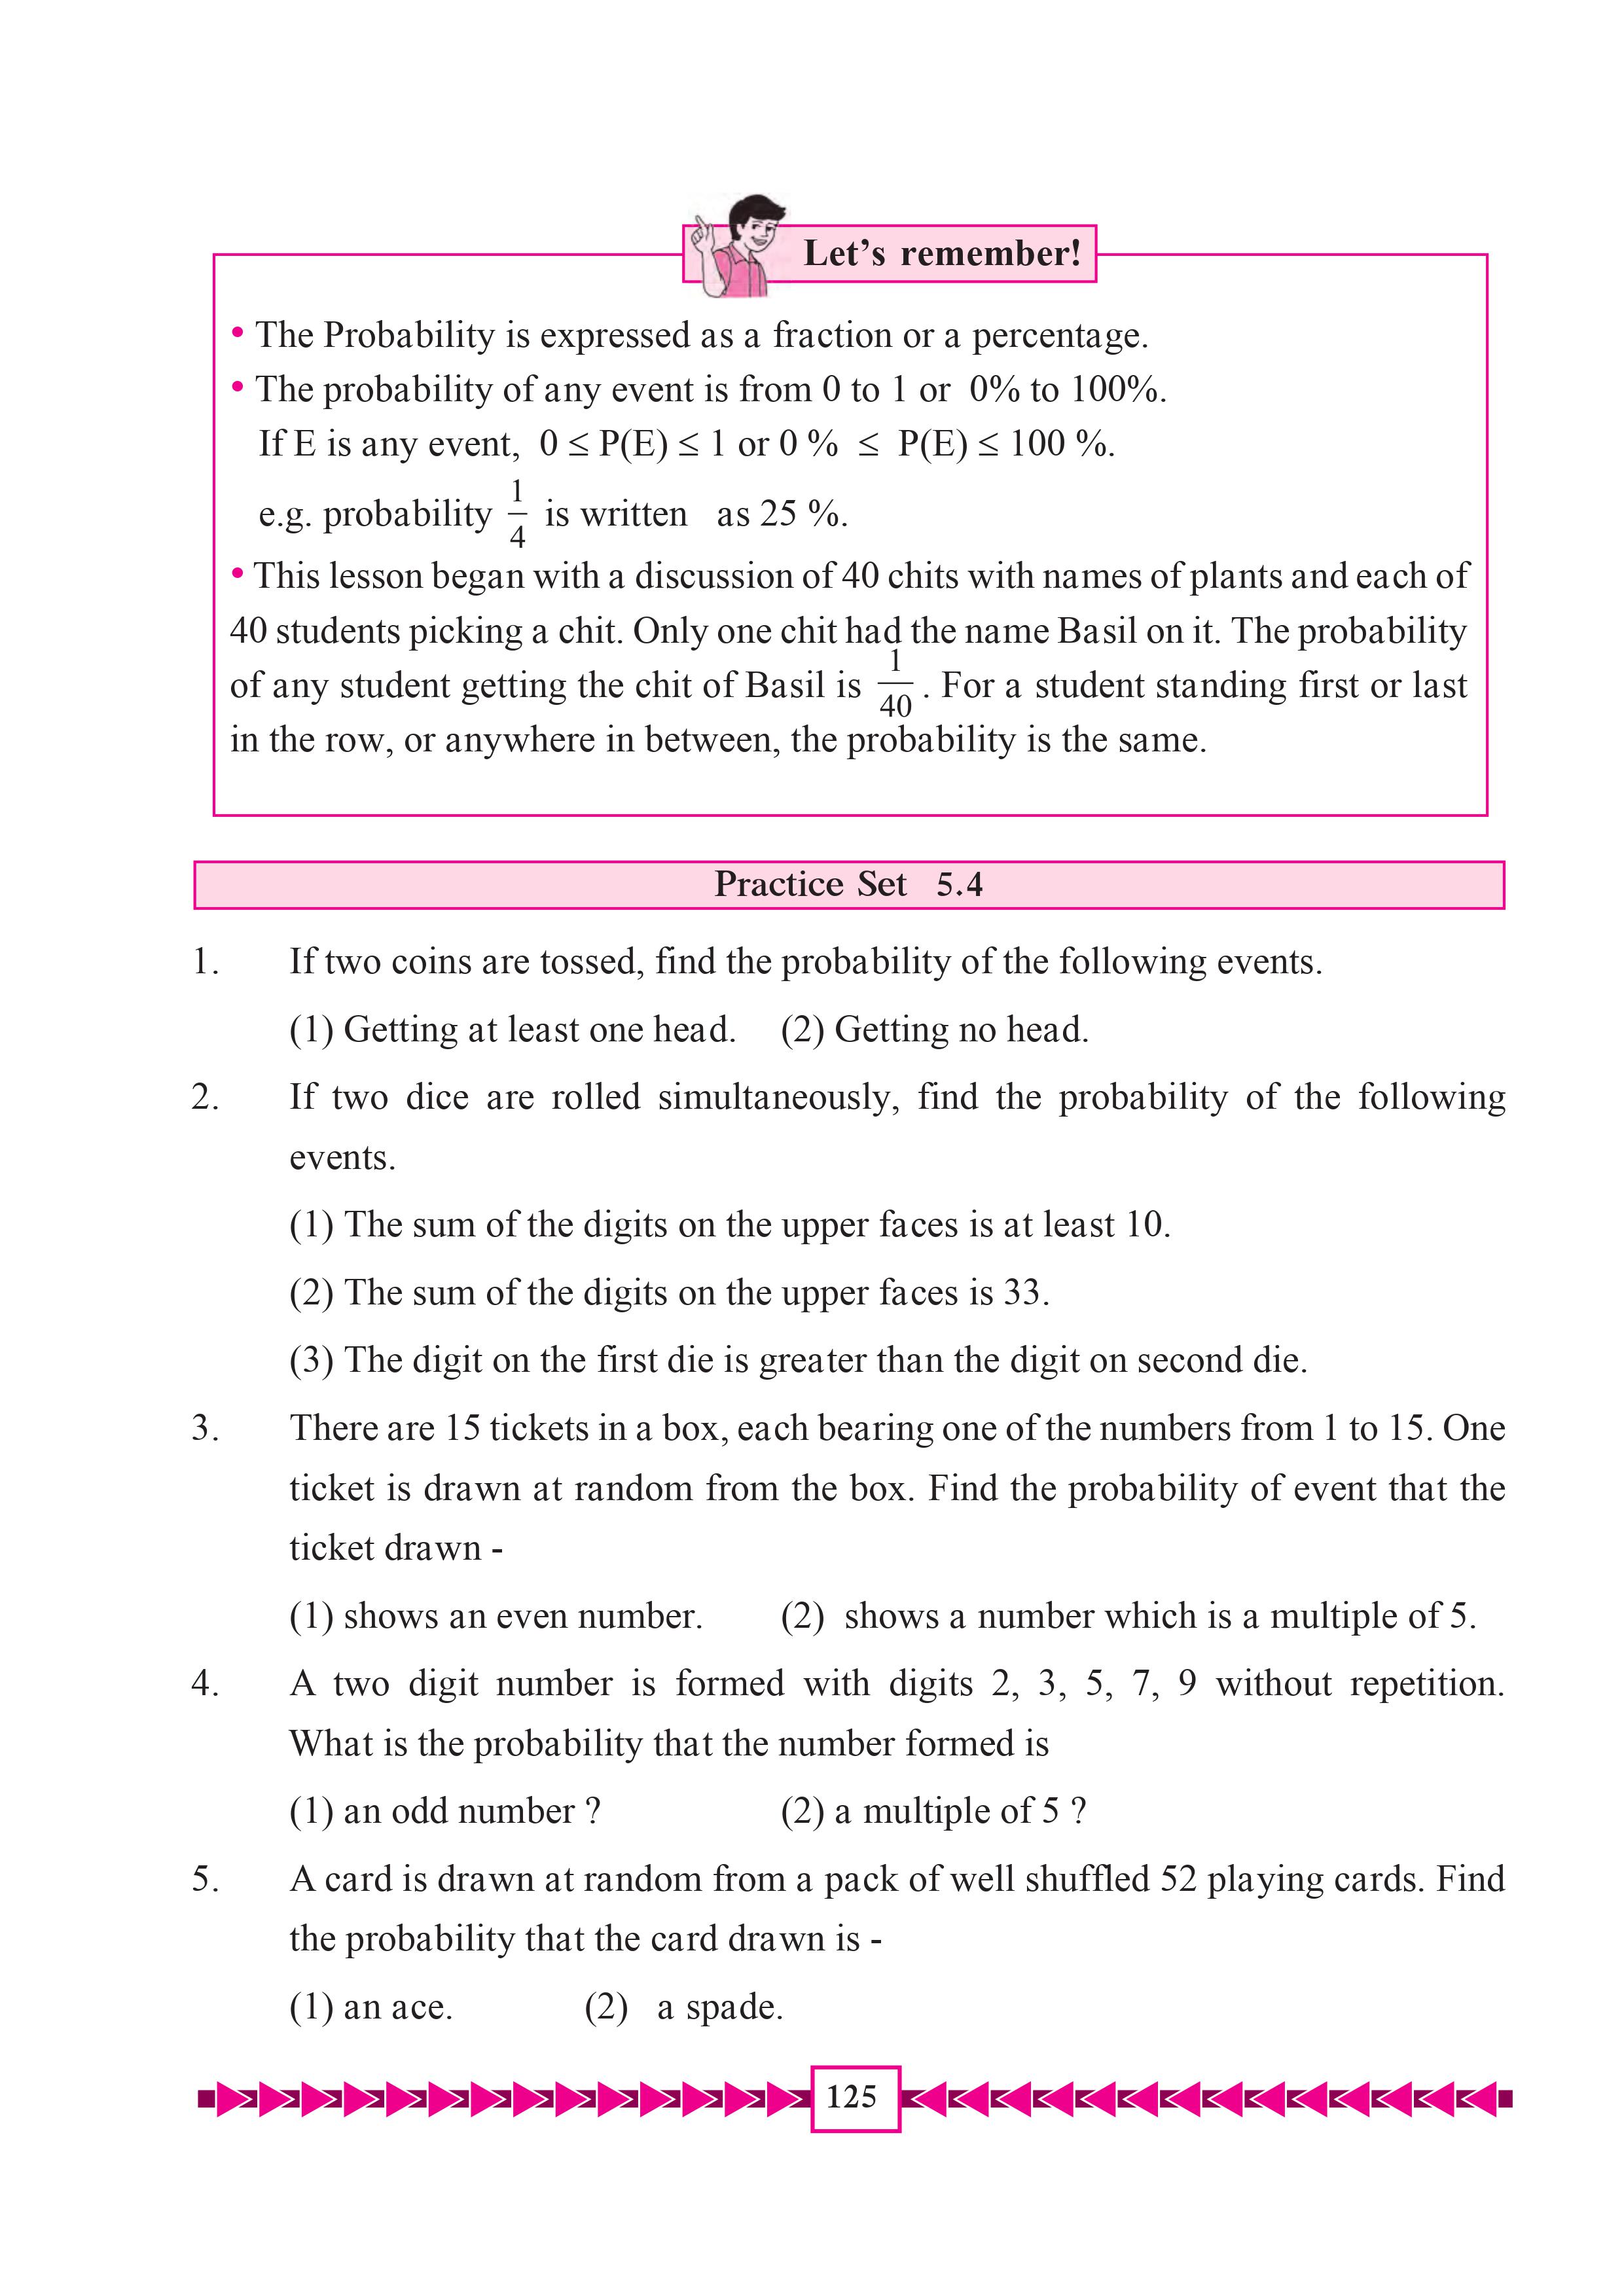 Let’s remember!
• The Probability is expressed as a fraction or a percentage.
• The probability of any event is from 0 to 1 or 0% to 100%.
If E is any event, 0 ≤ P(E) ≤ 1 or 0 % ≤ P(E) ≤ 100 %.
e.g. probability 1/4 is written as 25 %.
• This lesson began with a discussion of 40 chits with names of plants and each of
40 students picking a chit. Only one chit had the name Basil on it. The probability
of any student getting the chit of Basil is 1/40 . For a student standing first or last
in the row, or anywhere in between, the probability is the same.
Practice Set 5.4
1. If two coins are tossed, find the probability of the following events.
(1) Getting at least one head. (2) Getting no head.
2. If two dice are rolled simultaneously, find the probability of the following
events.
(1) The sum of the digits on the upper faces is at least 10.
(2) The sum of the digits on the upper faces is 33.
(3) The digit on the first die is greater than the digit on second die.
3. There are 15 tickets in a box, each bearing one of the numbers from 1 to 15. One
ticket is drawn at random from the box. Find the probability of event that the
ticket drawn -
(1) shows an even number. (2) shows a number which is a multiple of 5.
4. A two digit number is formed with digits 2, 3, 5, 7, 9 without repetition.
What is the probability that the number formed is
(1) an odd number ? (2) a multiple of 5 ?
5. A card is drawn at random from a pack of well shuffled 52 playing cards. Find
the probability that the card drawn is -
(1) an ace. (2) a spade.
125